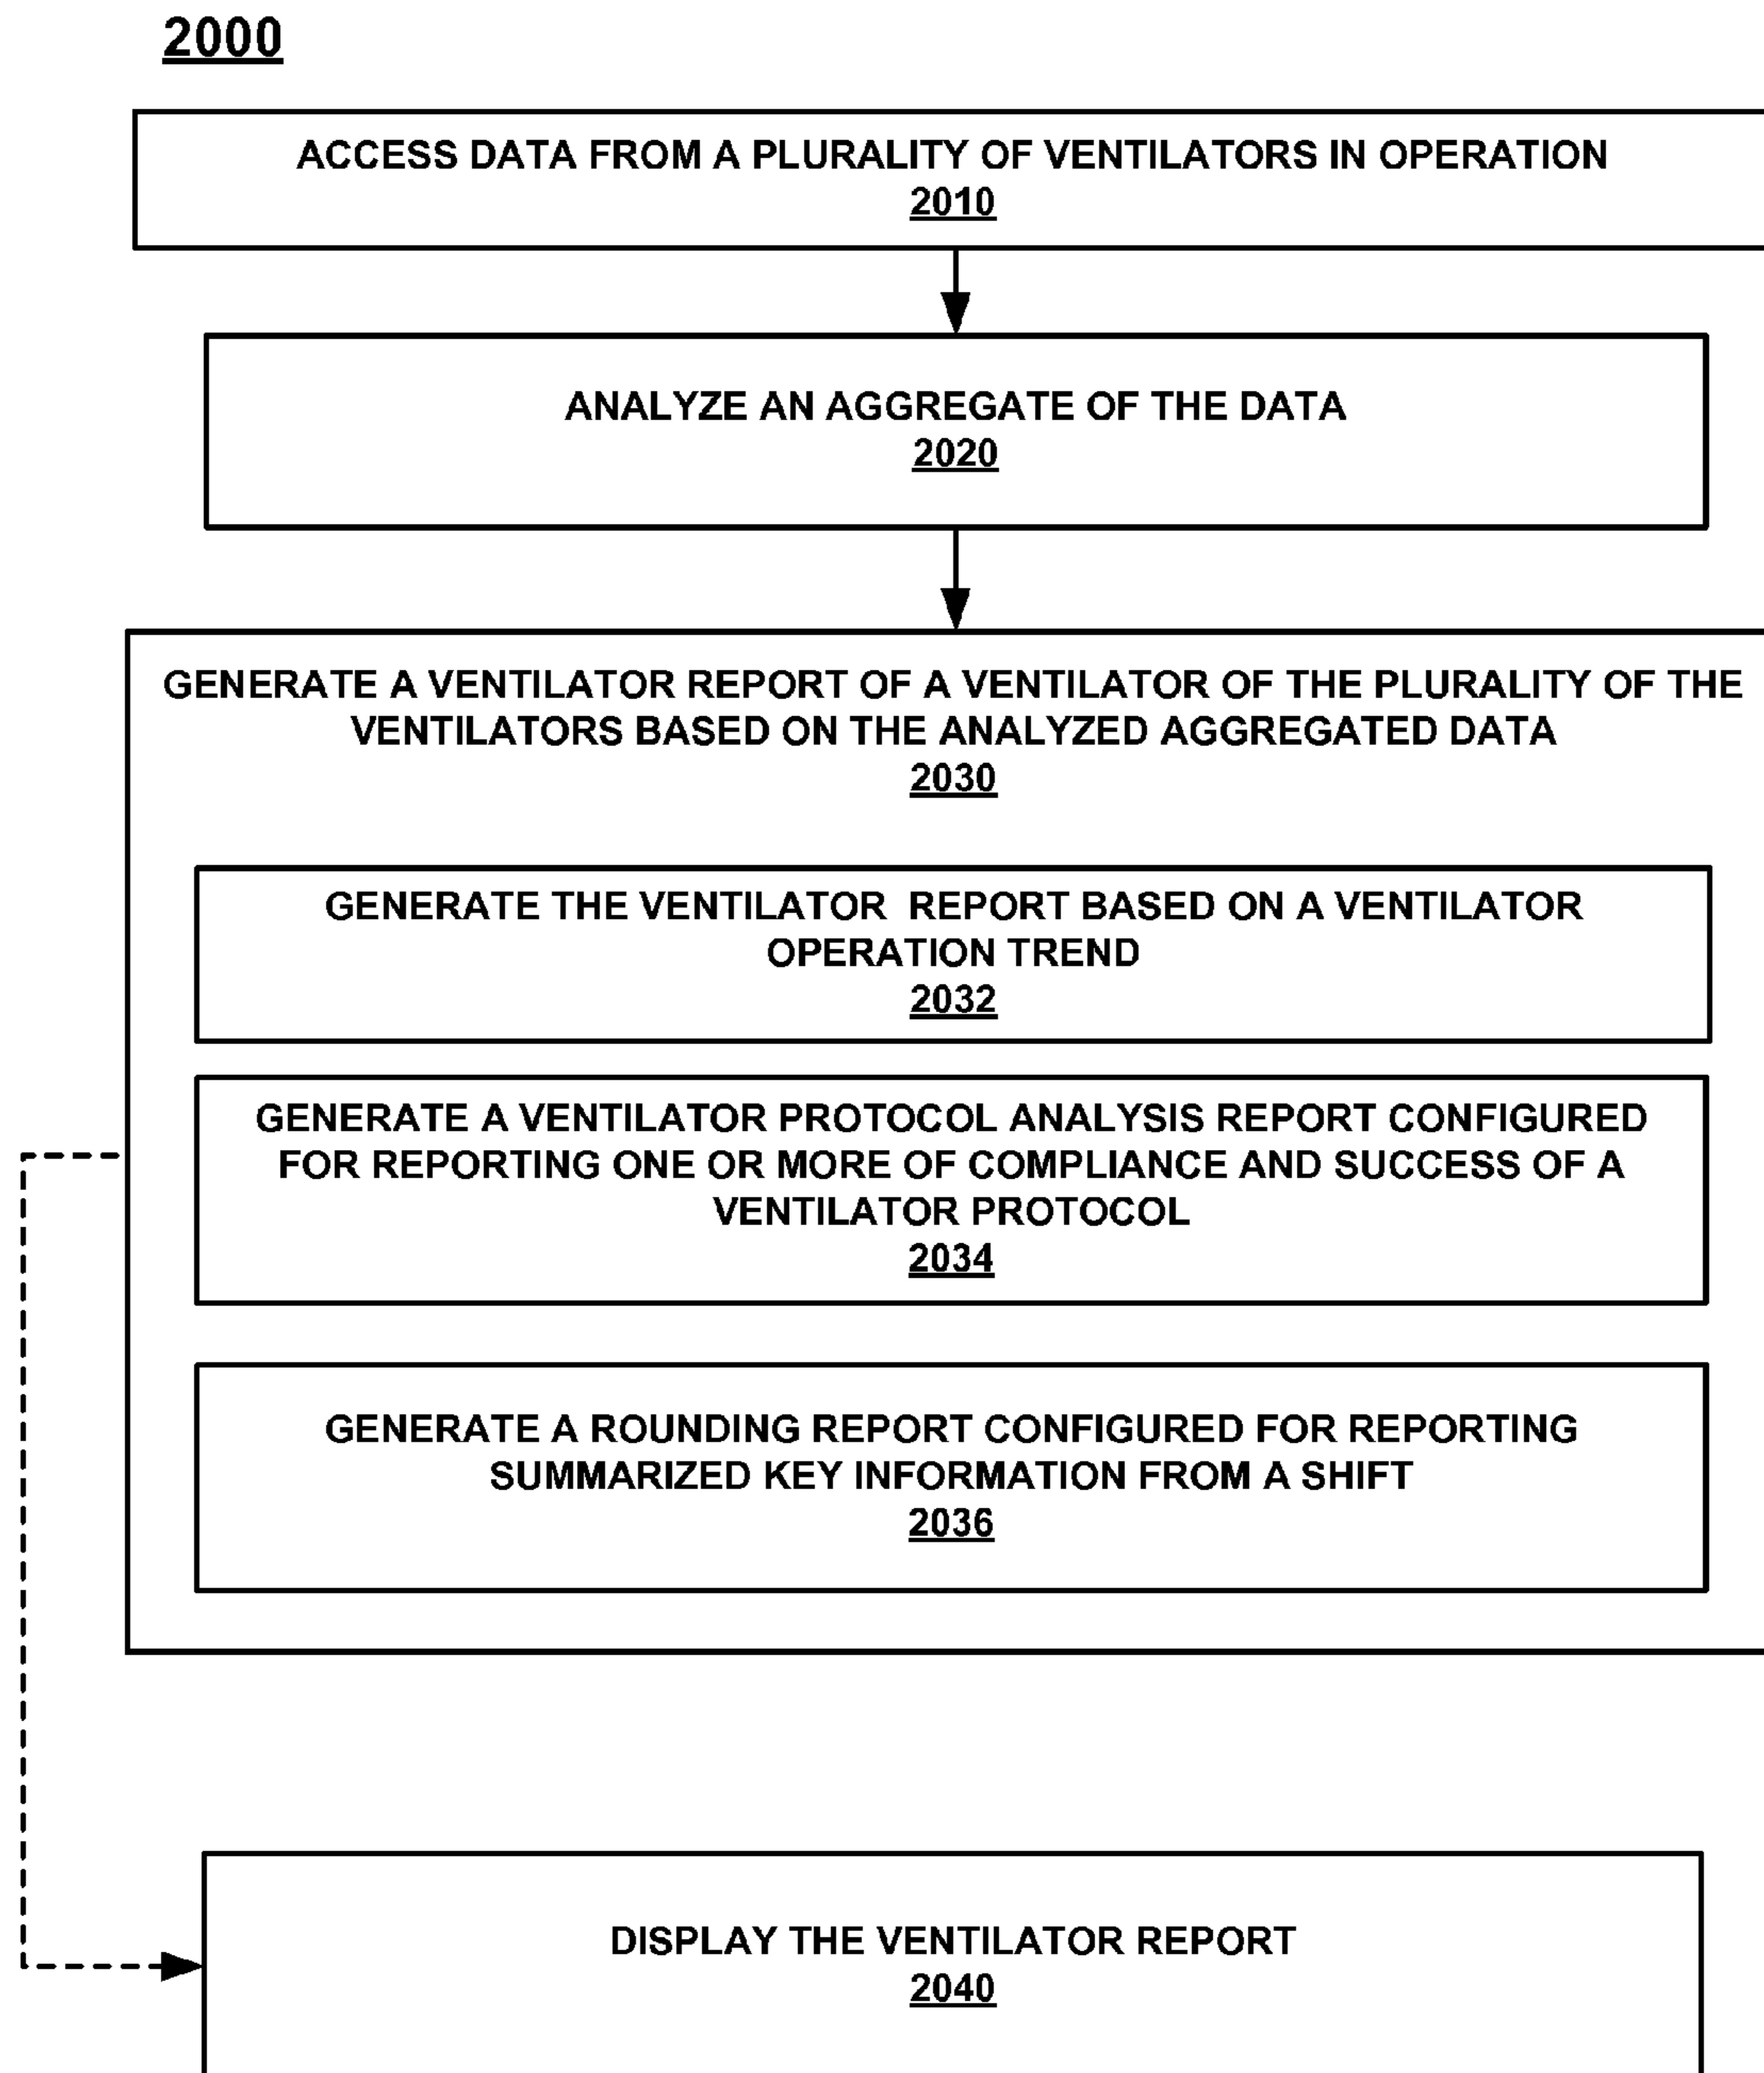 2000
ACCESS DATA FROM A PLURALITY OF VENTILATORS IN OPERATION
2010
ANALYZE AN AGGREGATE OF THE DATA
2020
GENERATE A VENTILATOR REPORT OF A VENTILATOR OF THE PLURALITY OF THE
VENTILATORS BASED ON THE ANALYZED AGGREGATED DATA
2030
GENERATE THE VENTILATOR REPORT BASED ON A VENTILATOR
OPERATION TREND
2032
GENERATE A VENTILATOR PROTOCOL ANALYSIS REPORT CONFIGURED
FOR REPORTING ONE OR MORE OF COMPLIANCE AND SUCCESS OF A
VENTILATOR PROTOCOL
2034
GENERATE A ROUNDING REPORT CONFIGURED FOR REPORTING
SUMMARIZED KEY INFORMATION FROM A SHIFT
2036
DISPLAY THE VENTILATOR REPORT
2040